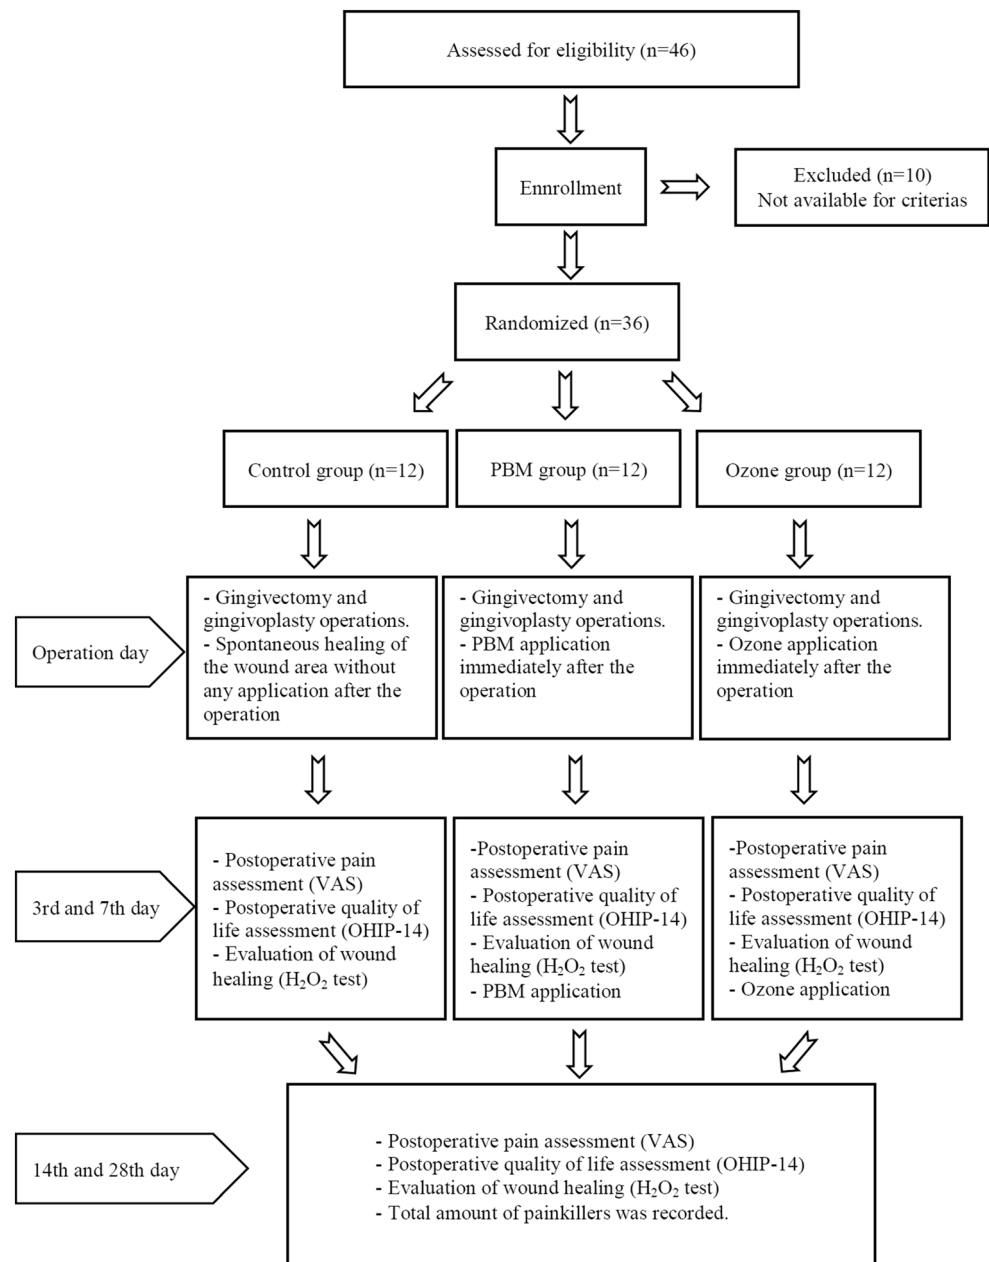 Assessed for eligibility (n=46)
Ennrollment
Excluded (n=10)
Not available for criterias
Randomized (n=36)
Control group (n=12)
PBM group (n=12)
Ozone group (n=12)
Operation day
- Gingivectomy and
gingivoplasty operations.
- Spontaneous healing of
the wound area without
any application after the
operation
- Gingivectomy and
gingivoplasty operations.
- PBM application
immediately after the
operation
- Gingivectomy and
gingivoplasty operations.
- Ozone application
immediately after the
operation
3rd and 7th day
- Postoperative pain
assessment (VAS)
- Postoperative quality of
life assessment (OHIP-14)
- Evaluation of wound
healing (H₂O₂ test)
-Postoperative pain
assessment (VAS)
- Postoperative quality of
life assessment (OHIP-14)
- Evaluation of wound
healing (H₂O₂ test)
- PBM application
-Postoperative pain
assessment (VAS)
- Postoperative quality of
life assessment (OHIP-14)
- Evaluation of wound
healing (H₂O₂ test)
- Ozone application
14th and 28th day
- Postoperative pain assessment (VAS)
- Postoperative quality of life assessment (OHIP-14)
- Evaluation of wound healing (H₂O₂ test)
- Total amount of painkillers was recorded.